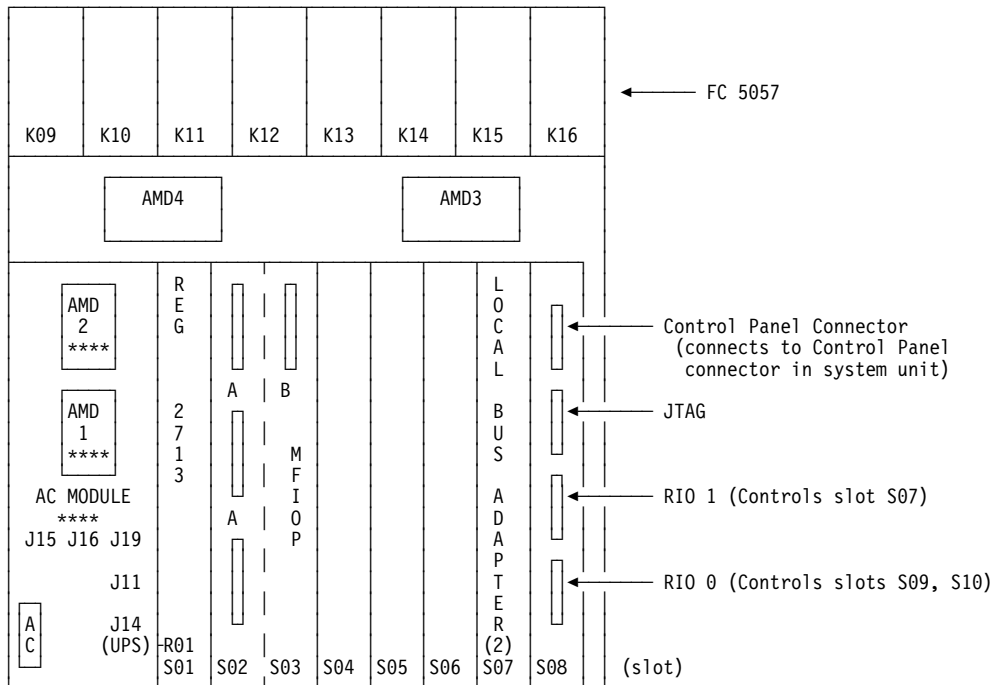 FC 5057
K09 K10 K11 K12 K13 K14 K15 K16
AMD4 AMD3
REG 2713
LOCAL BUS ADAPTER (2)
AMD
2
****
Control Panel Connector
(connects to Control Panel
connector in system unit)
A B
AMD
1
****
JTAG
MFIOP
AC MODULE
****
A
RIO 1 (Controls slot S07)
J15 J16 J19
J11
RIO 0 (Controls slots S09, S10)
AC
J14
(UPS) R01
S01 S02 S03 S04 S05 S06 S07 S08 (slot)